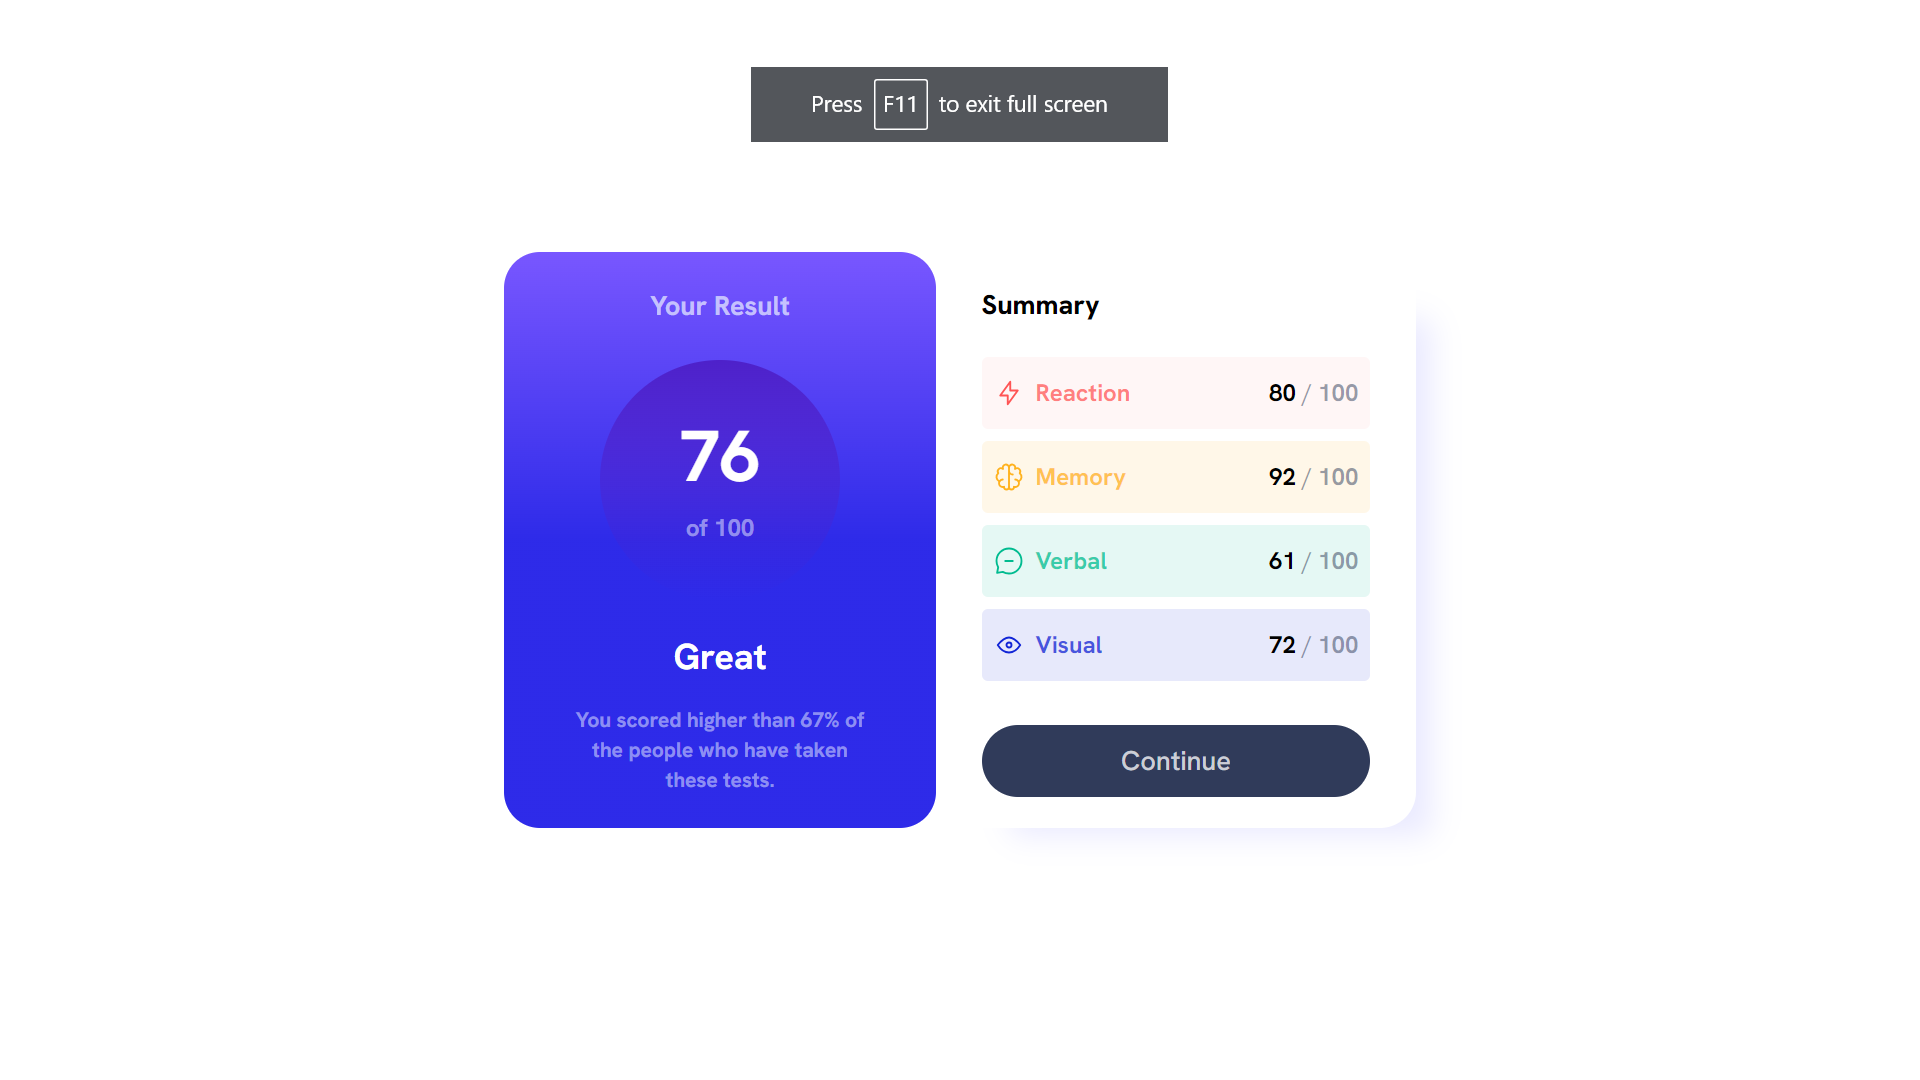 Press F11 to exit full screen
Your Result
76
of 100
Great
You scored higher than 67% of
the people who have taken
these tests.
Summary
Reaction 80 / 100
Memory 92 / 100
Verbal 61 / 100
Visual 72 / 100
Continue